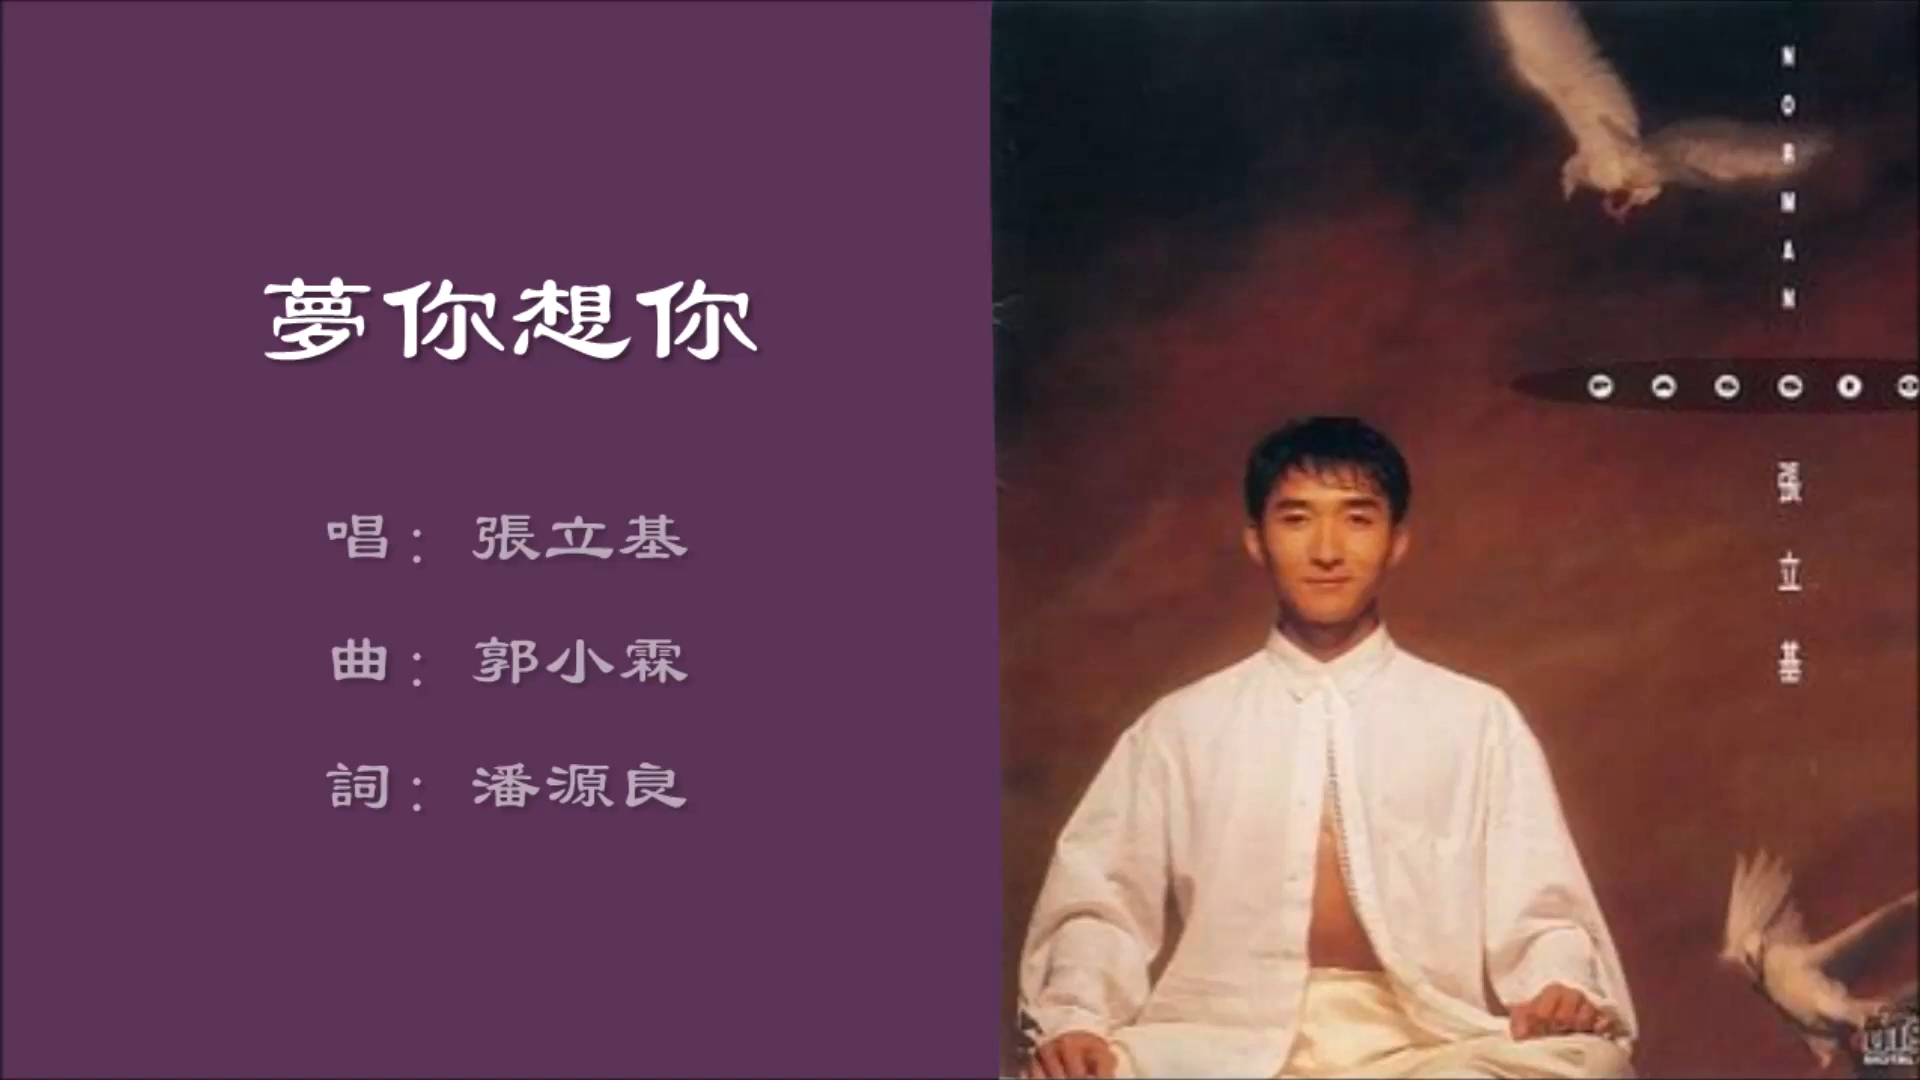 夢你想你
唱： 張立基
曲： 郭小霖
詞： 潘源良
NORMAN
張立基